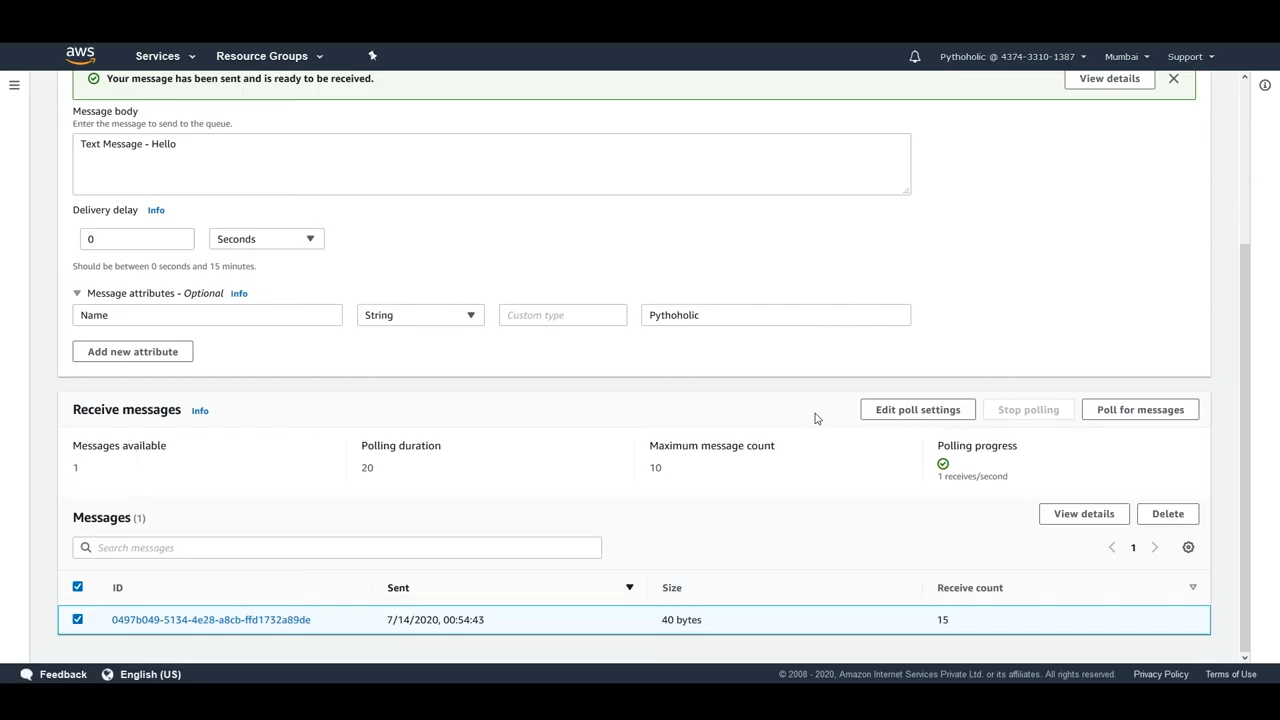 aws Services Resource Groups Pythoholic @ 4374-3310-1387 Mumbai Support
Your message has been sent and is ready to be received. View details
Message body
Enter the message to send to the queue.
Text Message - Hello
Delivery delay Info
0 Seconds
Should be between 0 seconds and 15 minutes.
Message attributes - Optional Info
Name String Custom type Pythoholic
Add new attribute
Receive messages Info Edit poll settings Stop polling Poll for messages
Messages available Polling duration Maximum message count Polling progress
1 20 10
1 receives/second
Messages (1) View details Delete
Search messages 1
ID Sent Size Receive count
0497b049-5134-4e28-a8cb-ffd1732a89de 7/14/2020, 00:54:43 40 bytes 15
Feedback English (US) © 2008 - 2020, Amazon Internet Services Private Ltd. or its affiliates. All rights reserved. Privacy Policy Terms of Use